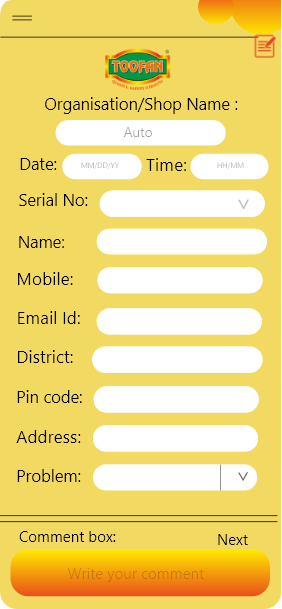 TOOFAN
Organisation/Shop Name :
Auto
Date: MM/DD/YY Time: HH/MM
Serial No:
Name:
Mobile:
Email Id:
District:
Pin code:
Address:
Problem:
Comment box: Next
Write your comment